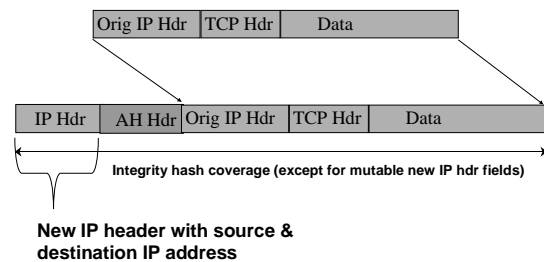 Orig IP Hdr TCP Hdr Data
IP Hdr AH Hdr Orig IP Hdr TCP Hdr Data
Integrity hash coverage (except for mutable new IP hdr fields)
New IP header with source &
destination IP address